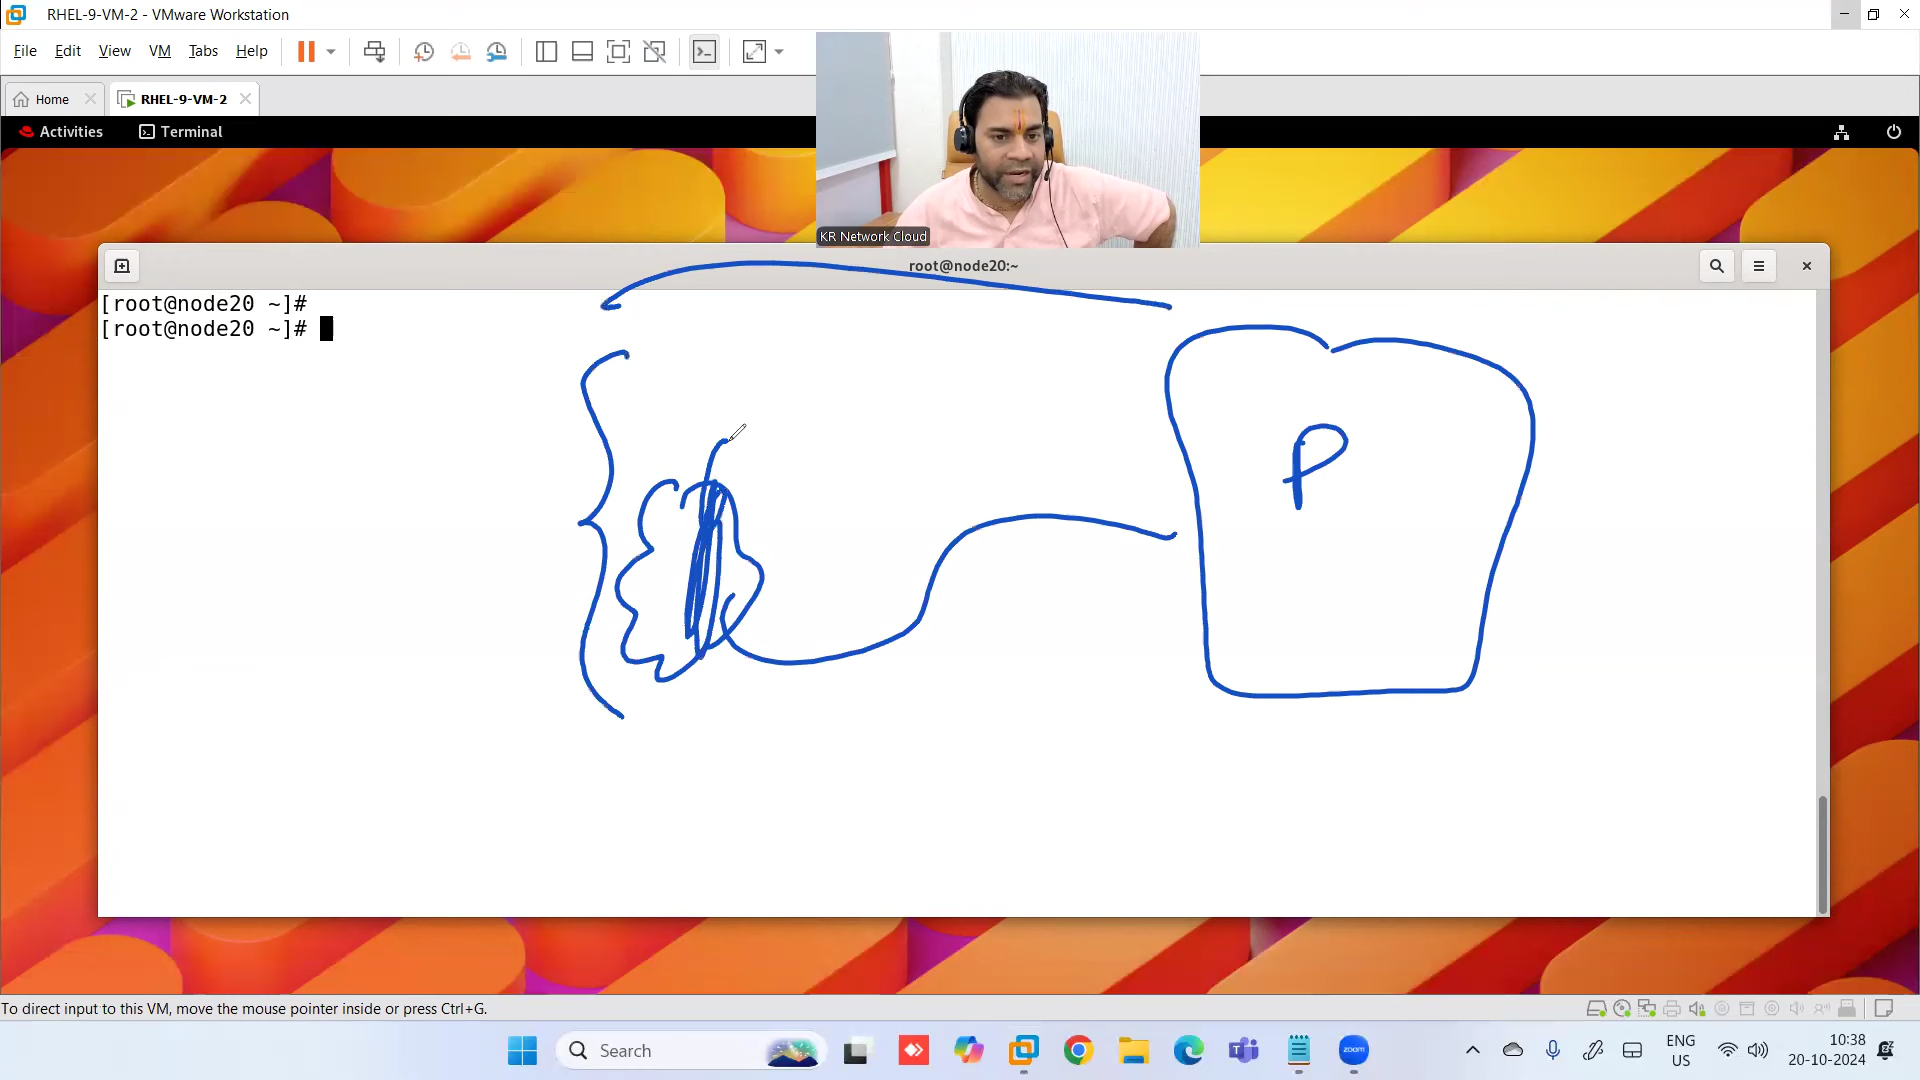 RHEL-9-VM-2 - VMware Workstation
File Edit View VM Tabs Help
Home RHEL-9-VM-2
Activities Terminal
KR Network Cloud
root@node20:~
[root@node20 ~]#
[root@node20 ~]#
P
To direct input to this VM, move the mouse pointer inside or press Ctrl+G.
Search
zoom
ENG
US
10:38
20-10-2024